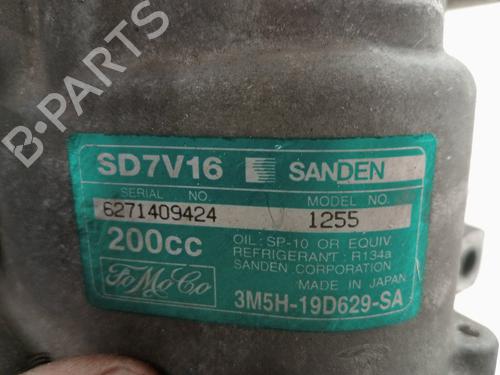 SD7V16 SANDEN
SERIAL NO. MODEL NO.
6271409424 1255
200cc OIL : SP-10 OR EQUIV.
REFRIGERANT : R134a
SANDEN CORPORATION
MADE IN JAPAN
FoMoCo 3M5H-19D629-SA
B-PARTS